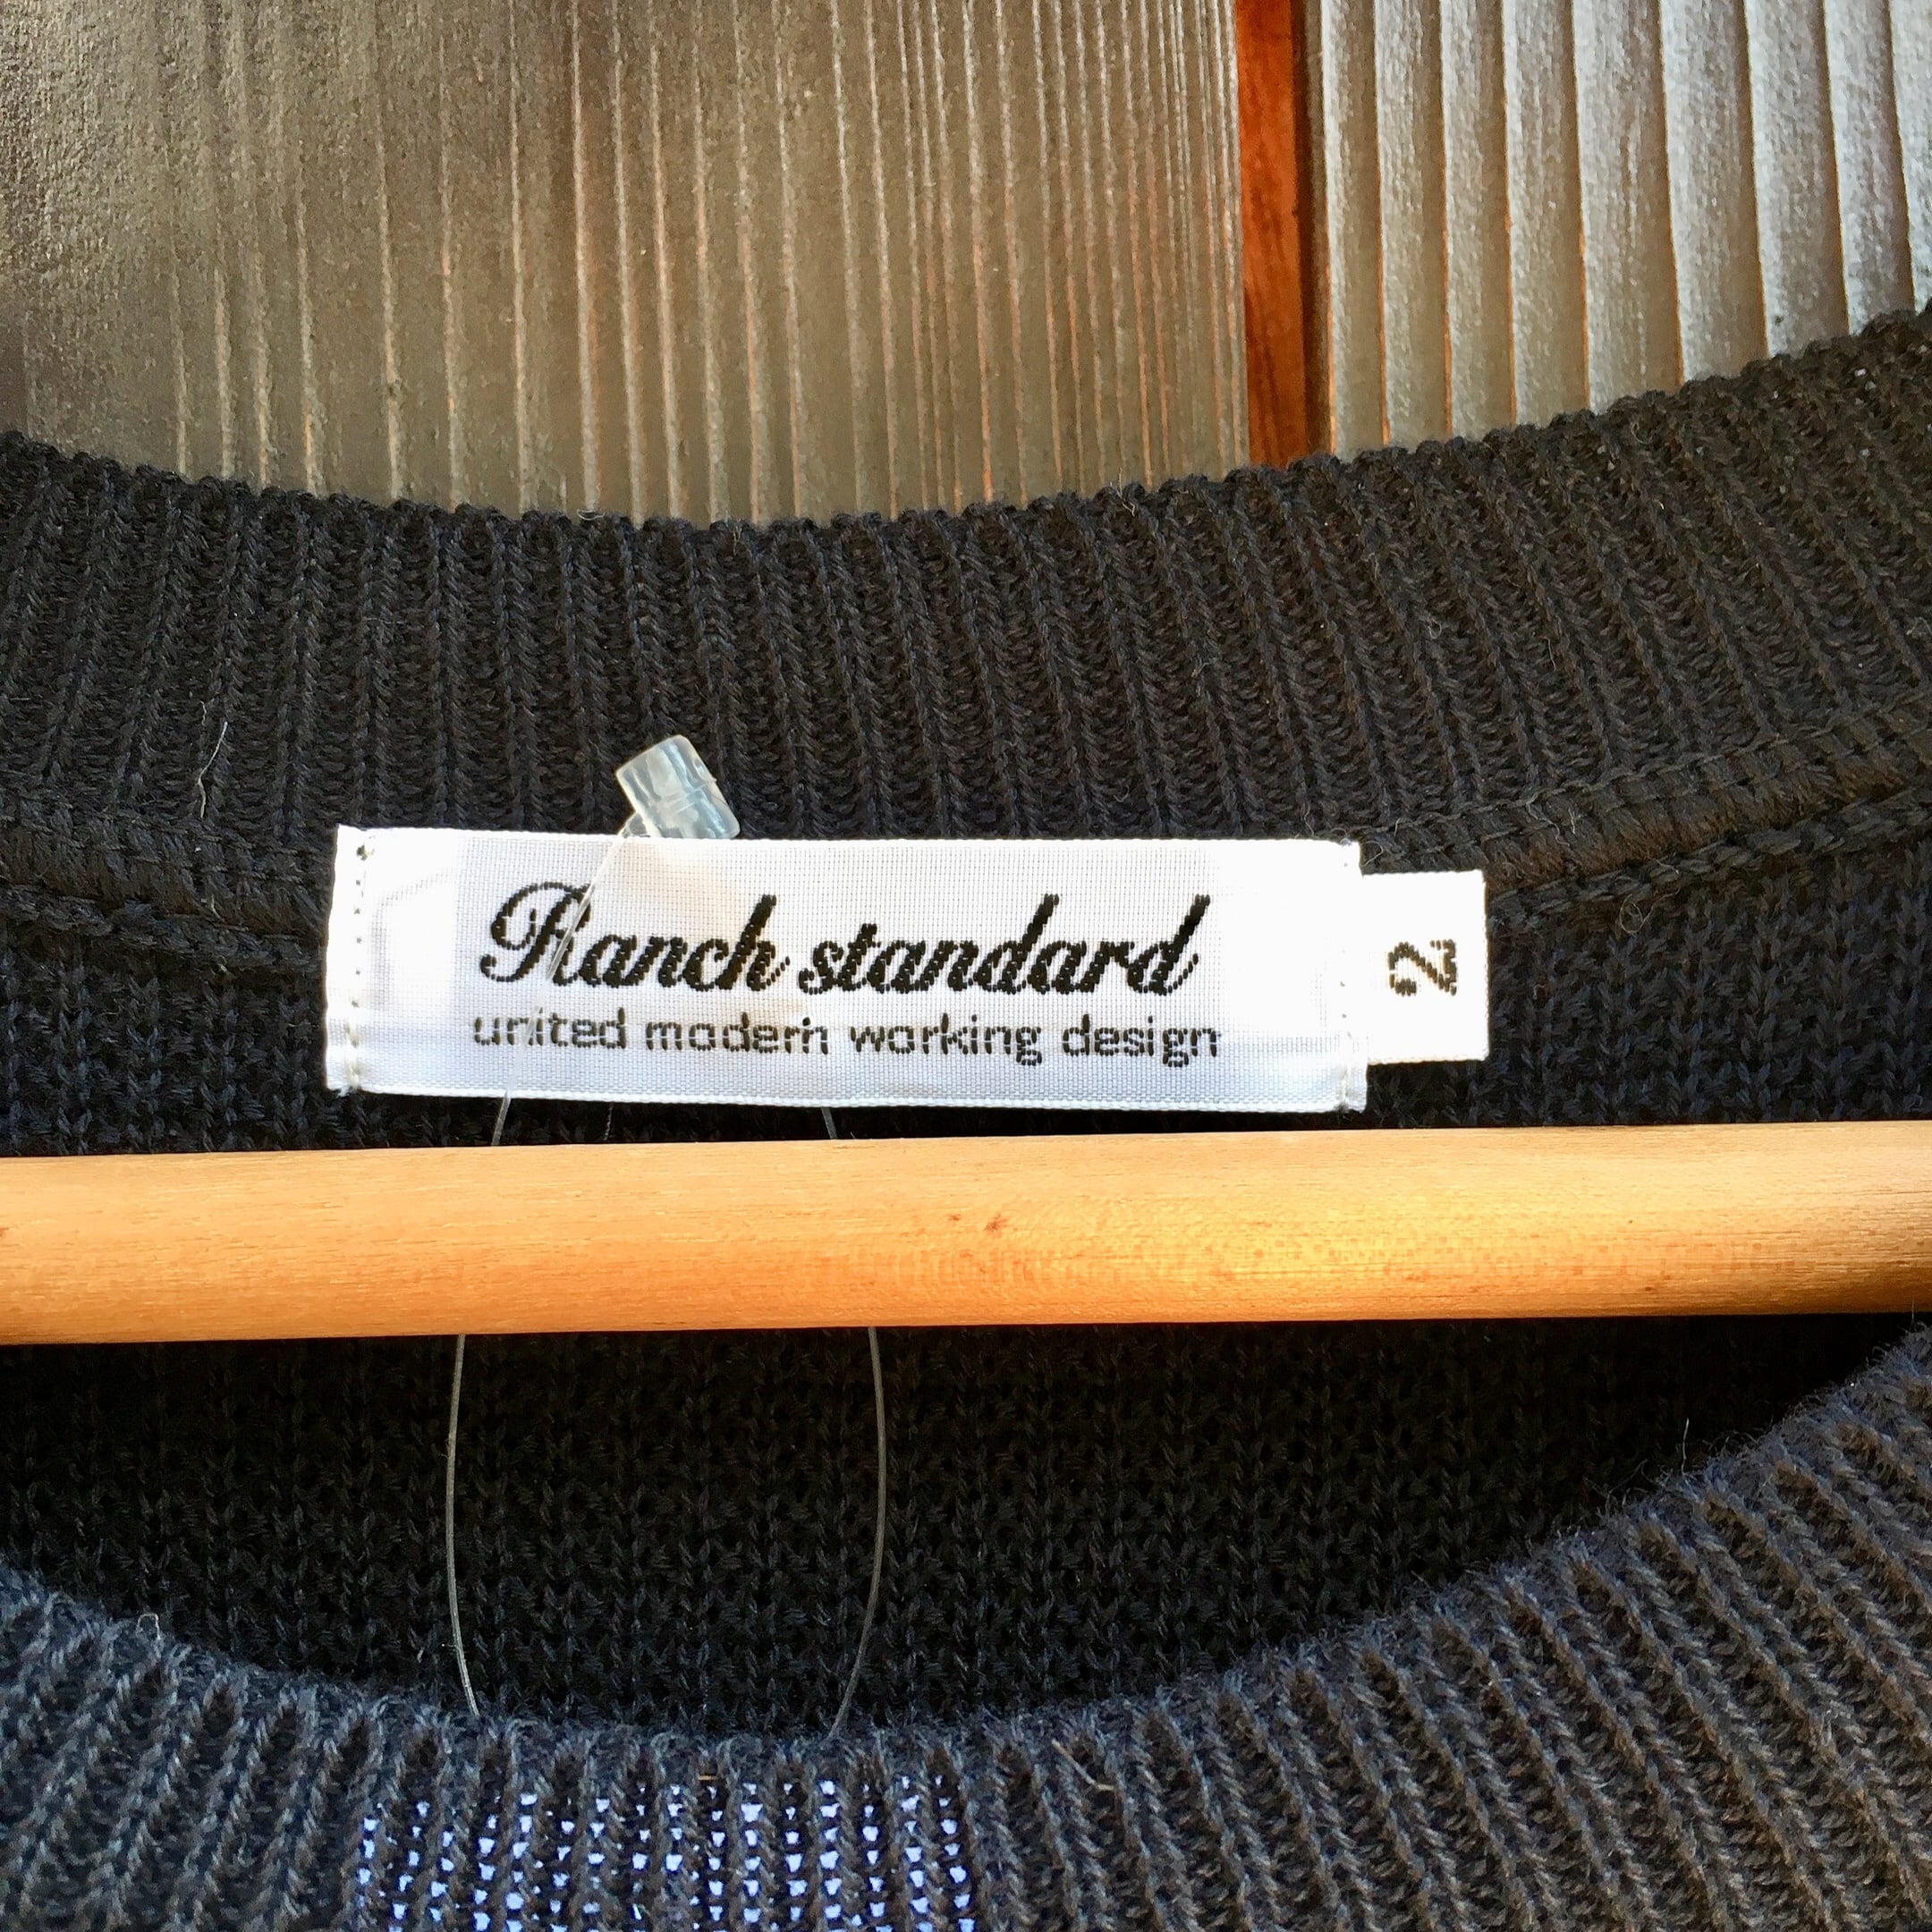 Ranch standard
united modern working design
2